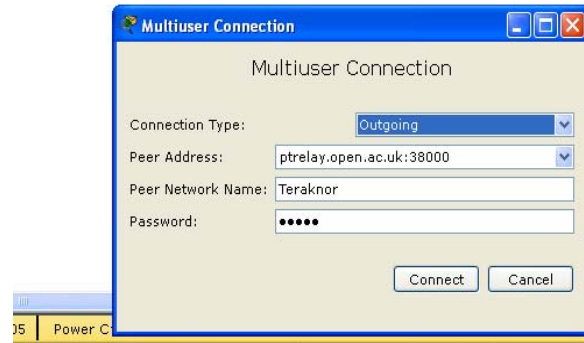 Multiuser Connection
Multiuser Connection
Connection Type: Outgoing
Peer Address: ptrelay.open.ac.uk:38000
Peer Network Name: Teraknor
Password: •••••
Connect Cancel
05 Power C